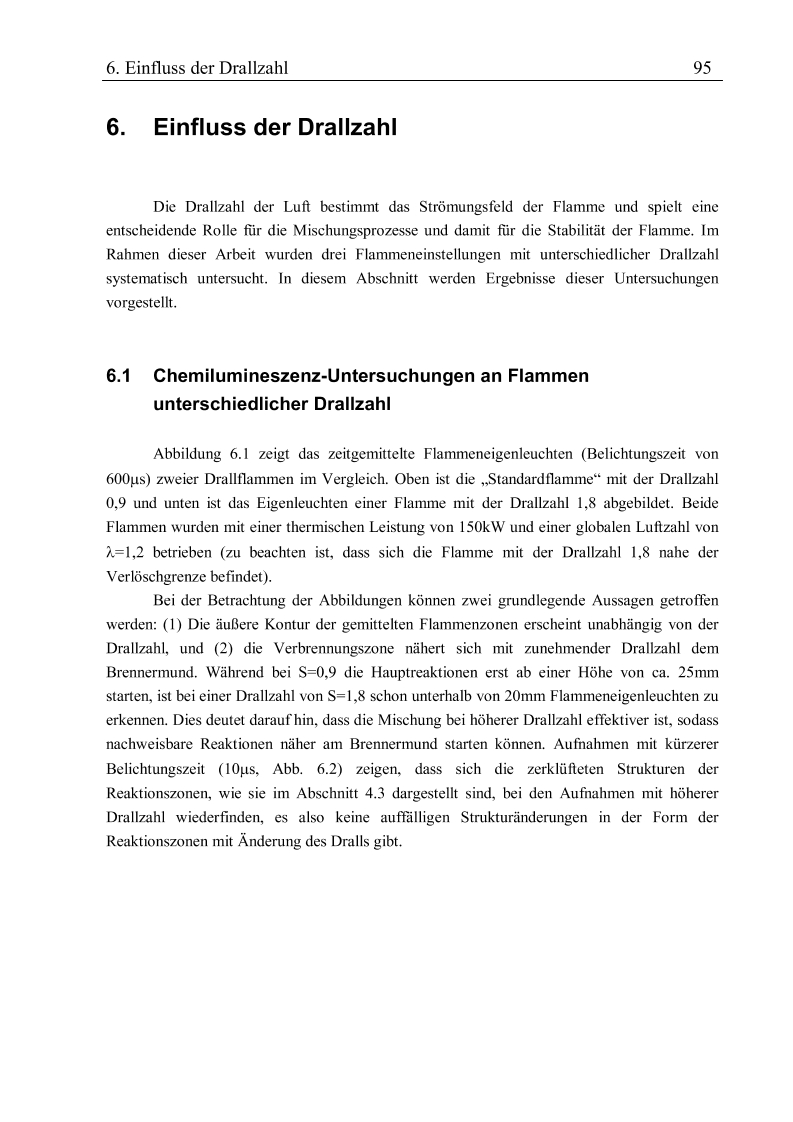 6. Einfluss der Drallzahl 95
6. Einfluss der Drallzahl
Die Drallzahl der Luft bestimmt das Strömungsfeld der Flamme und spielt eine
entscheidende Rolle für die Mischungsprozesse und damit für die Stabilität der Flamme. Im
Rahmen dieser Arbeit wurden drei Flammeneinstellungen mit unterschiedlicher Drallzahl
systematisch untersucht. In diesem Abschnitt werden Ergebnisse dieser Untersuchungen
vorgestellt.
6.1 Chemilumineszenz-Untersuchungen an Flammen
unterschiedlicher Drallzahl
Abbildung 6.1 zeigt das zeitgemittelte Flammeneigenleuchten (Belichtungszeit von
600µs) zweier Drallflammen im Vergleich. Oben ist die „Standardflamme“ mit der Drallzahl
0,9 und unten ist das Eigenleuchten einer Flamme mit der Drallzahl 1,8 abgebildet. Beide
Flammen wurden mit einer thermischen Leistung von 150kW und einer globalen Luftzahl von
λ=1,2 betrieben (zu beachten ist, dass sich die Flamme mit der Drallzahl 1,8 nahe der
Verlöschgrenze befindet).
Bei der Betrachtung der Abbildungen können zwei grundlegende Aussagen getroffen
werden: (1) Die äußere Kontur der gemittelten Flammenzonen erscheint unabhängig von der
Drallzahl, und (2) die Verbrennungszone nähert sich mit zunehmender Drallzahl dem
Brennermund. Während bei S=0,9 die Hauptreaktionen erst ab einer Höhe von ca. 25mm
starten, ist bei einer Drallzahl von S=1,8 schon unterhalb von 20mm Flammeneigenleuchten zu
erkennen. Dies deutet darauf hin, dass die Mischung bei höherer Drallzahl effektiver ist, sodass
nachweisbare Reaktionen näher am Brennermund starten können. Aufnahmen mit kürzerer
Belichtungszeit (10µs, Abb. 6.2) zeigen, dass sich die zerklüfteten Strukturen der
Reaktionszonen, wie sie im Abschnitt 4.3 dargestellt sind, bei den Aufnahmen mit höherer
Drallzahl wiederfinden, es also keine auffälligen Strukturänderungen in der Form der
Reaktionszonen mit Änderung des Dralls gibt.